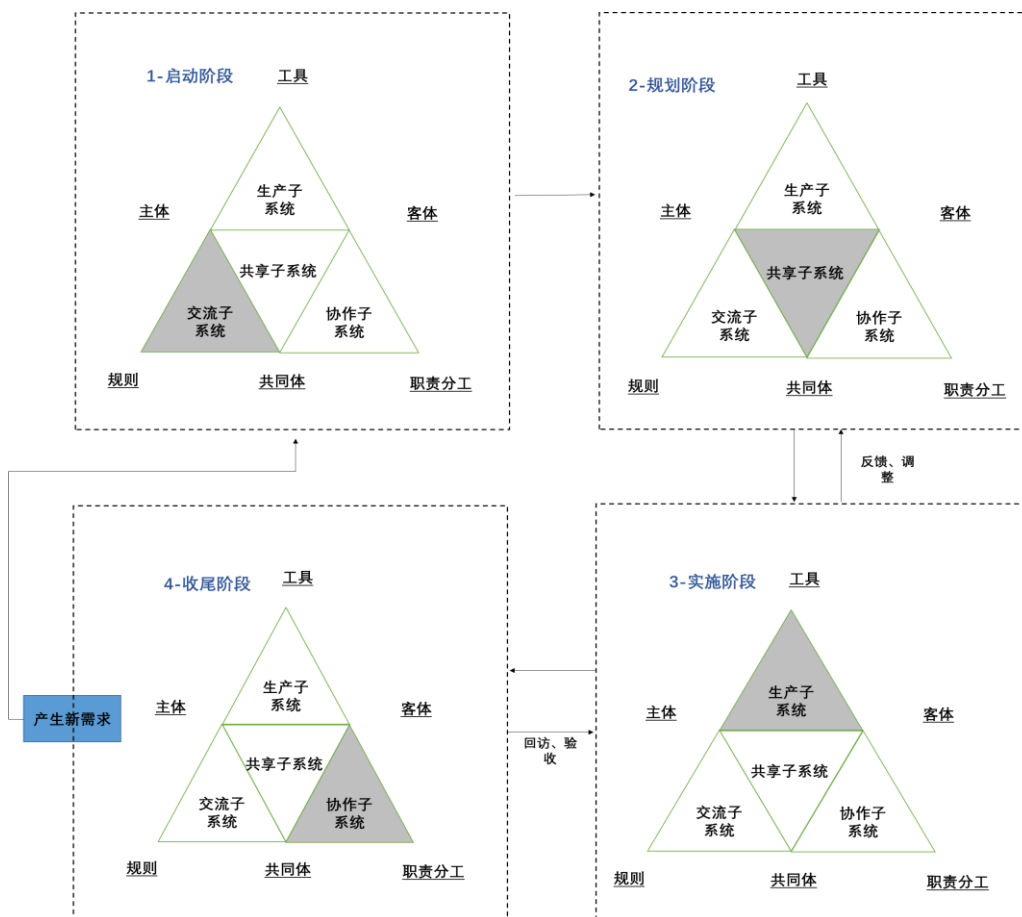 1-启动阶段
工具
生产子
系统
主体
客体
共享子系统
交流子
系统
协作子
系统
规则
共同体
职责分工
2-规划阶段
工具
生产子
系统
主体
客体
共享子系统
交流子
系统
协作子
系统
规则
共同体
职责分工
反馈、调
整
3-实施阶段
工具
生产子
系统
主体
客体
共享子系统
交流子
系统
协作子
系统
规则
共同体
职责分工
4-收尾阶段
工具
生产子
系统
主体
客体
共享子系统
交流子
系统
协作子
系统
规则
共同体
职责分工
回访、验
收
产生新需求